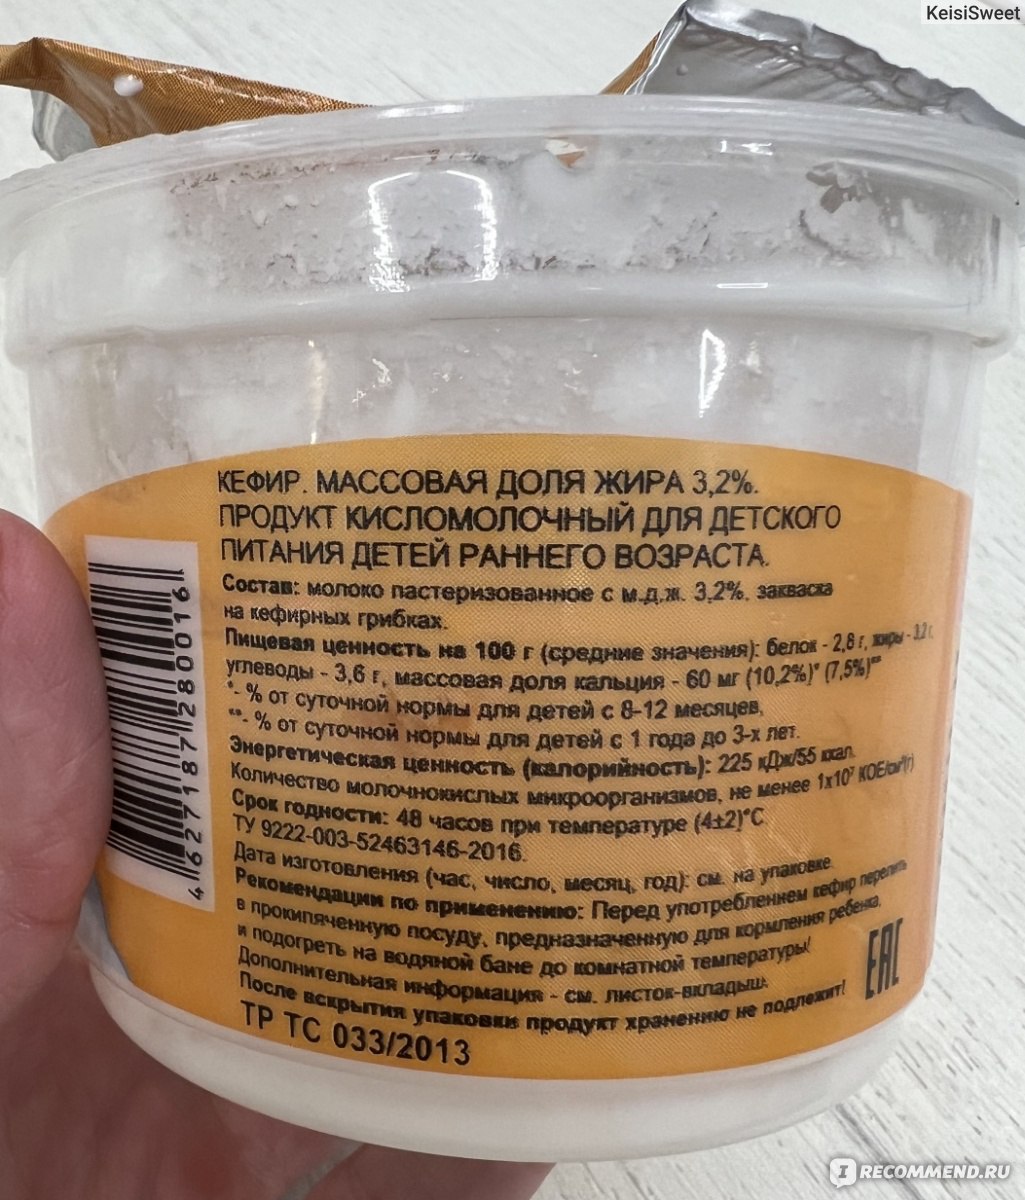 KeisiSweet
КЕФИР. МАССОВАЯ ДОЛЯ ЖИРА 3,2%.
ПРОДУКТ КИСЛОМОЛОЧНЫЙ ДЛЯ ДЕТСКОГО
ПИТАНИЯ ДЕТЕЙ РАННЕГО ВОЗРАСТА.
Состав: молоко пастеризованное с м.д.ж. 3,2%, закваска
на кефирных грибках.
Пищевая ценность на 100 г (средние значения): белок - 2,8 г, жиры - 3,2 г,
углеводы - 3,6 г, массовая доля кальция - 60 мг (10,2%)* (7,5%)**
*- % от суточной нормы для детей с 8-12 месяцев,
**- % от суточной нормы для детей с 1 года до 3-х лет.
Энергетическая ценность (калорийность): 225 кДж/55 ккал.
Количество молочнокислых микроорганизмов, не менее 1х10⁷ КОЕ/см³(г)
Срок годности: 48 часов при температуре (4±2)°С
ТУ 9222-003-52463146-2016.
Дата изготовления (час, число, месяц, год): см. на упаковке.
Рекомендации по применению: Перед употреблением кефир перелить
в прокипяченную посуду, предназначенную для кормления ребенка,
и подогреть на водяной бане до комнатной температуры!
Дополнительная информация - см. листок-вкладыш.
После вскрытия упаковки продукт хранению не подлежит!
ТР ТС 033/2013
EAC
4 627187 280016
IRECOMMEND.RU